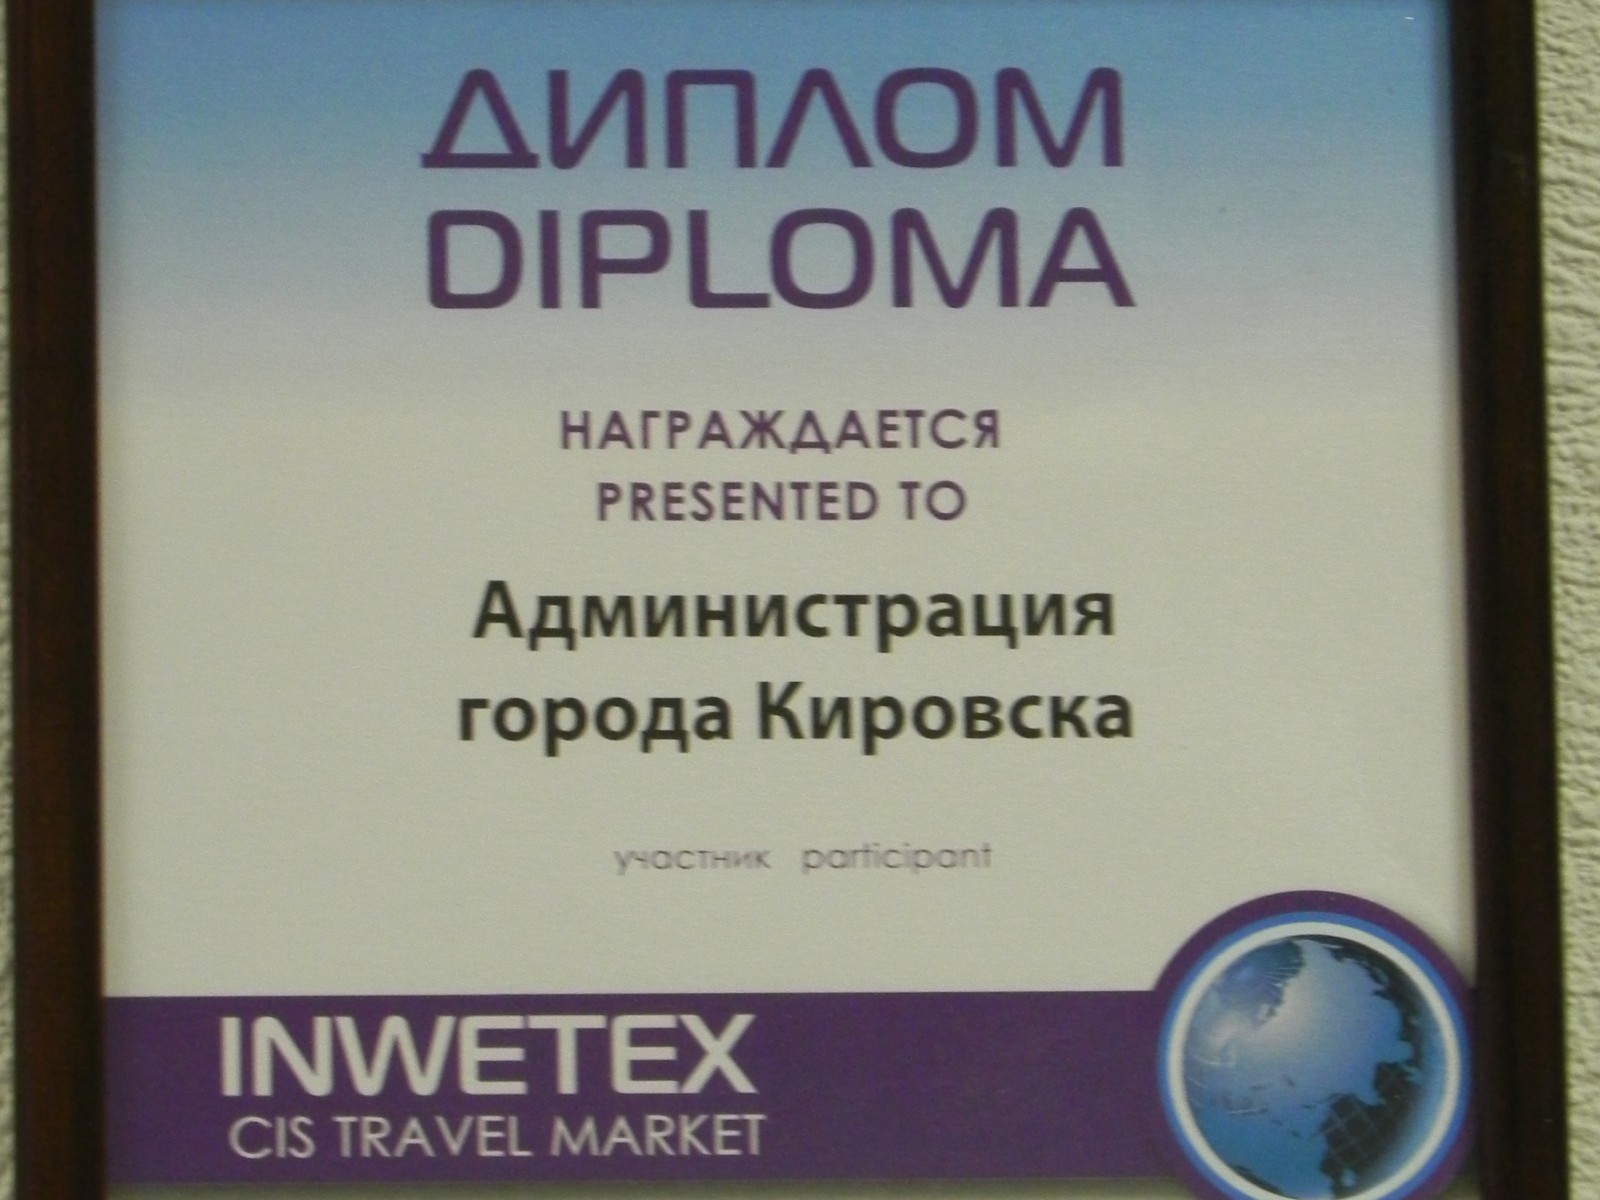 ДИПЛОМ
DIPLOMA
НАГРАЖДАЕТСЯ
PRESENTED TO
Администрация
города Кировска
участник participant
INWETEX
CIS TRAVEL MARKET